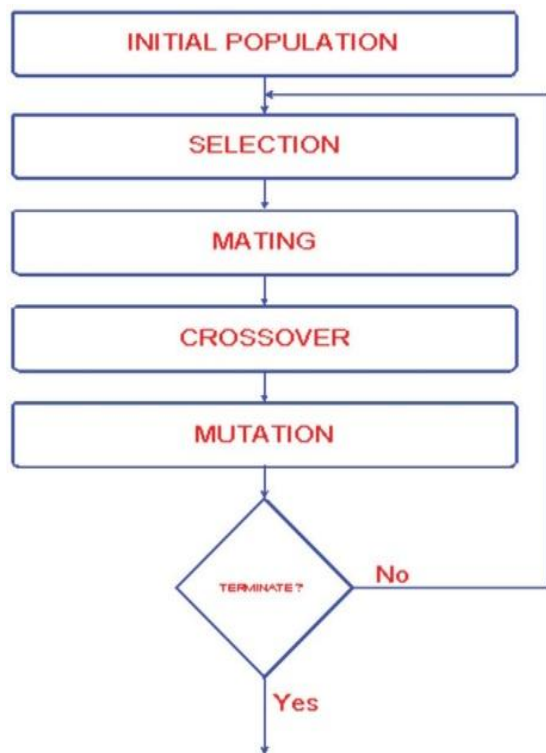 INITIAL POPULATION
SELECTION
MATING
CROSSOVER
MUTATION
TERMINATE?
No
Yes